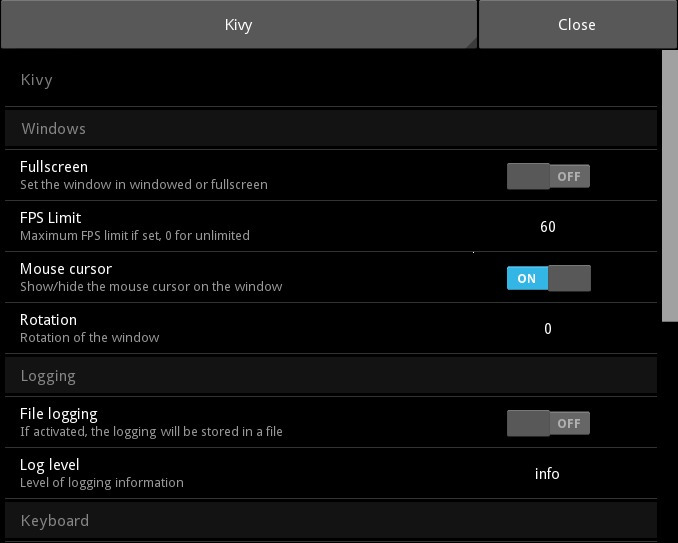 Kivy
Close
Kivy
Windows
Fullscreen
Set the window in windowed or fullscreen
OFF
FPS Limit
Maximum FPS limit if set, 0 for unlimited
60
Mouse cursor
Show/hide the mouse cursor on the window
ON
Rotation
Rotation of the window
0
Logging
File logging
If activated, the logging will be stored in a file
OFF
Log level
Level of logging information
info
Keyboard